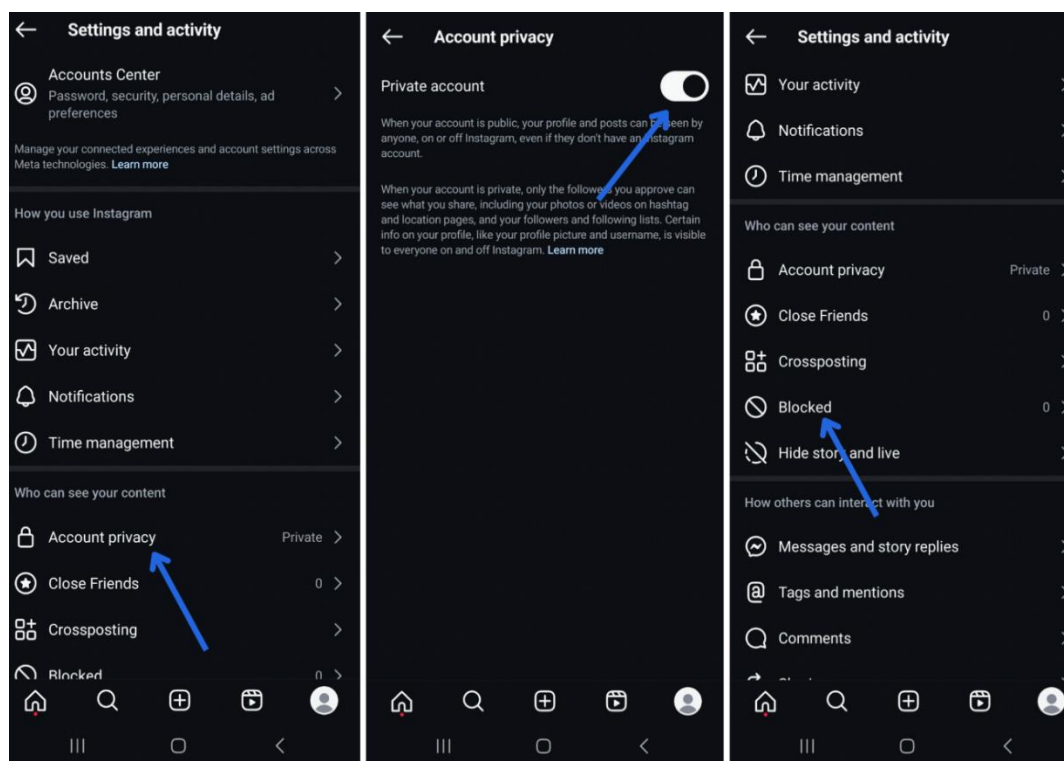 Settings and activity
Accounts Center
Password, security, personal details, ad
preferences
Manage your connected experiences and account settings across
Meta technologies. Learn more
How you use Instagram
Saved
Archive
Your activity
Notifications
Time management
Who can see your content
Account privacy Private
Close Friends 0
Crossposting
Blocked 0
Account privacy
Private account
When your account is public, your profile and posts can be seen by
anyone, on or off Instagram, even if they don't have an Instagram
account.
When your account is private, only the followers you approve can
see what you share, including your photos or videos on hashtag
and location pages, and your followers and following lists. Certain
info on your profile, like your profile picture and username, is visible
to everyone on and off Instagram. Learn more
Settings and activity
Your activity
Notifications
Time management
Who can see your content
Account privacy Private
Close Friends 0
Crossposting
Blocked 0
Hide story and live
How others can interact with you
Messages and story replies
Tags and mentions
Comments